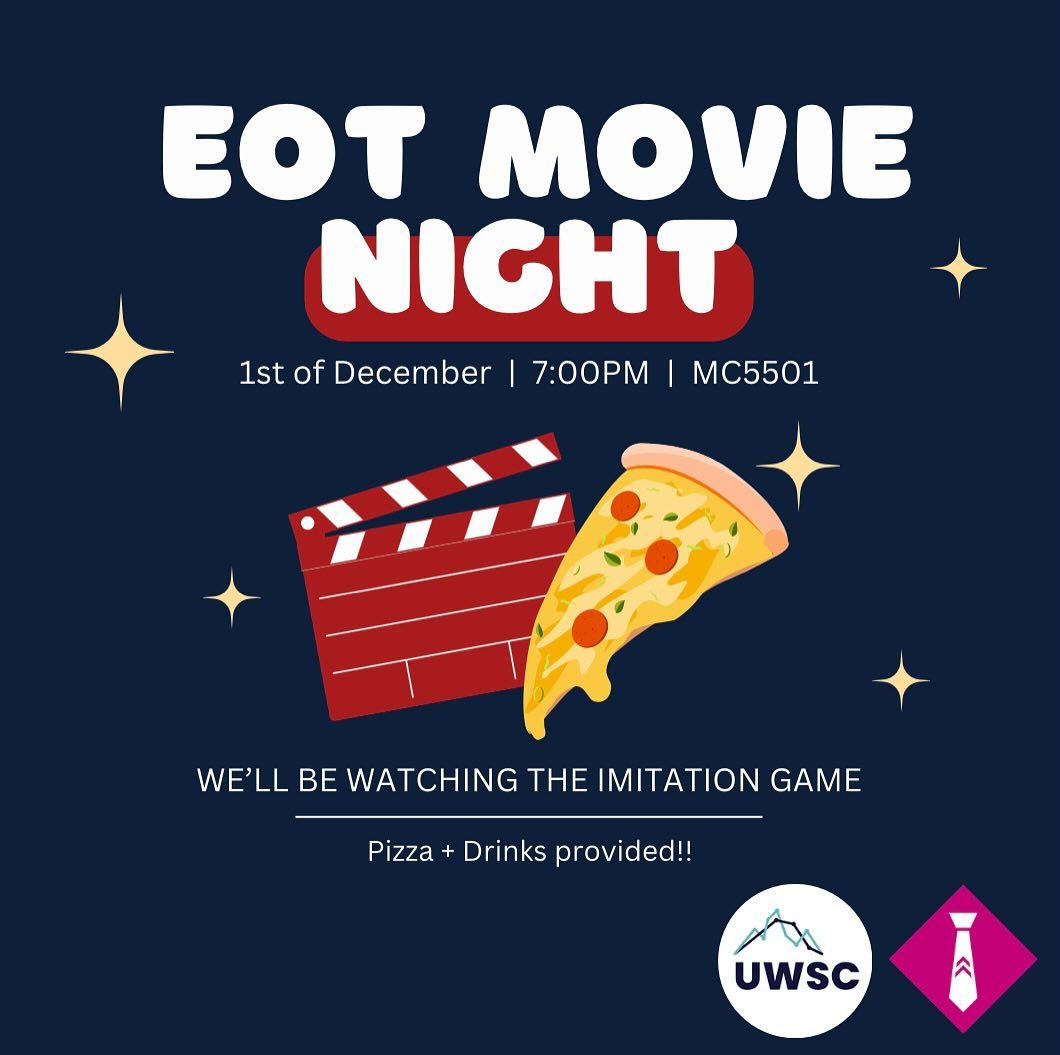 EOT MOVIE
NIGHT
1st of December | 7:00PM | MC5501
WE’LL BE WATCHING THE IMITATION GAME
Pizza + Drinks provided!!
UWSC